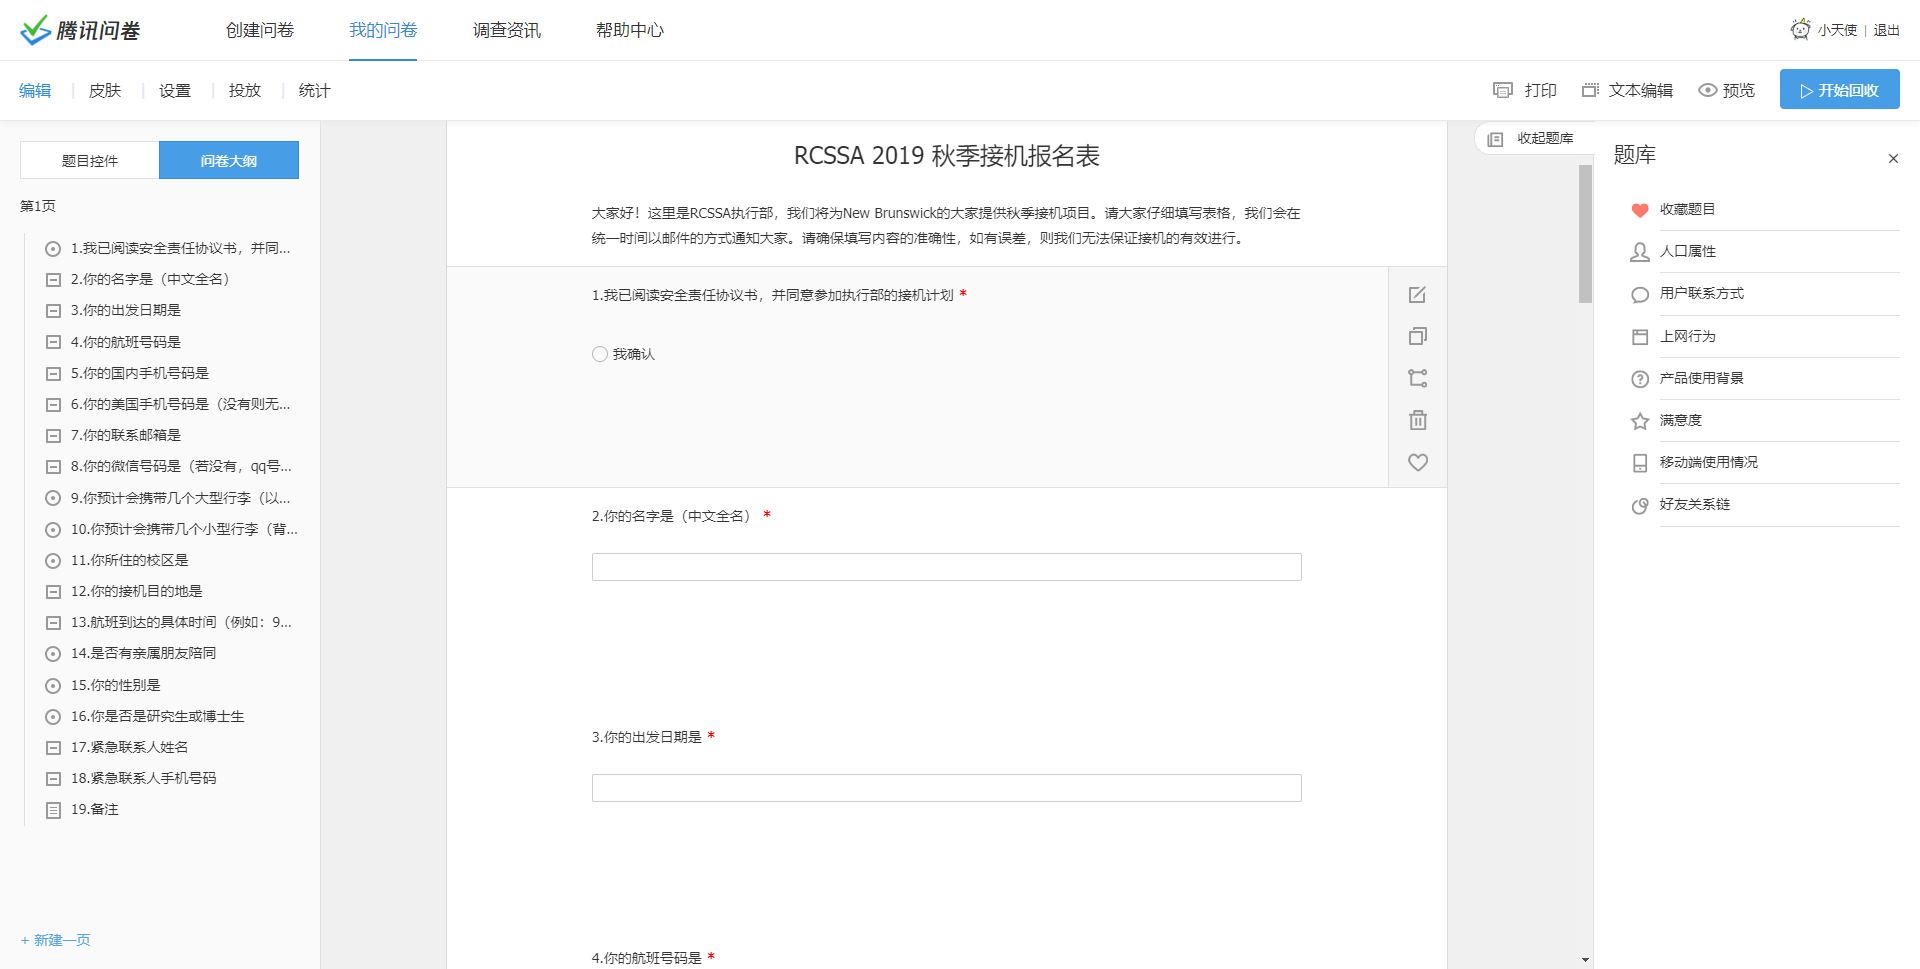 腾讯问卷
创建问卷
我的问卷
调查资讯
帮助中心
小天使 | 退出
编辑
皮肤
设置
投放
统计
打印
文本编辑
预览
开始回收
题目控件
问卷大纲
第1页
1.我已阅读安全责任协议书，并同...
2.你的名字是（中文全名）
3.你的出发日期是
4.你的航班号码是
5.你的国内手机号码是
6.你的美国手机号码是（没有则无...
7.你的联系邮箱是
8.你的微信号码是（若没有，qq号...
9.你预计会携带几个大型行李（以...
10.你预计会携带几个小型行李（背...
11.你所住的校区是
12.你的接机目的地是
13.航班到达的具体时间（例如：9...
14.是否有亲属朋友陪同
15.你的性别是
16.你是否是研究生或博士生
17.紧急联系人姓名
18.紧急联系人手机号码
19.备注
+ 新建一页
RCSSA 2019 秋季接机报名表
大家好！这里是RCSSA执行部，我们将为New Brunswick的大家提供秋季接机项目。请大家仔细填写表格，我们会在
统一时间以邮件的方式通知大家。请确保填写内容的准确性，如有误差，则我们无法保证接机的有效进行。
1.我已阅读安全责任协议书，并同意参加执行部的接机计划 *
我确认
2.你的名字是（中文全名） *
3.你的出发日期是 *
4.你的航班号码是 *
收起题库
题库
收藏题目
人口属性
用户联系方式
上网行为
产品使用背景
满意度
移动端使用情况
好友关系链